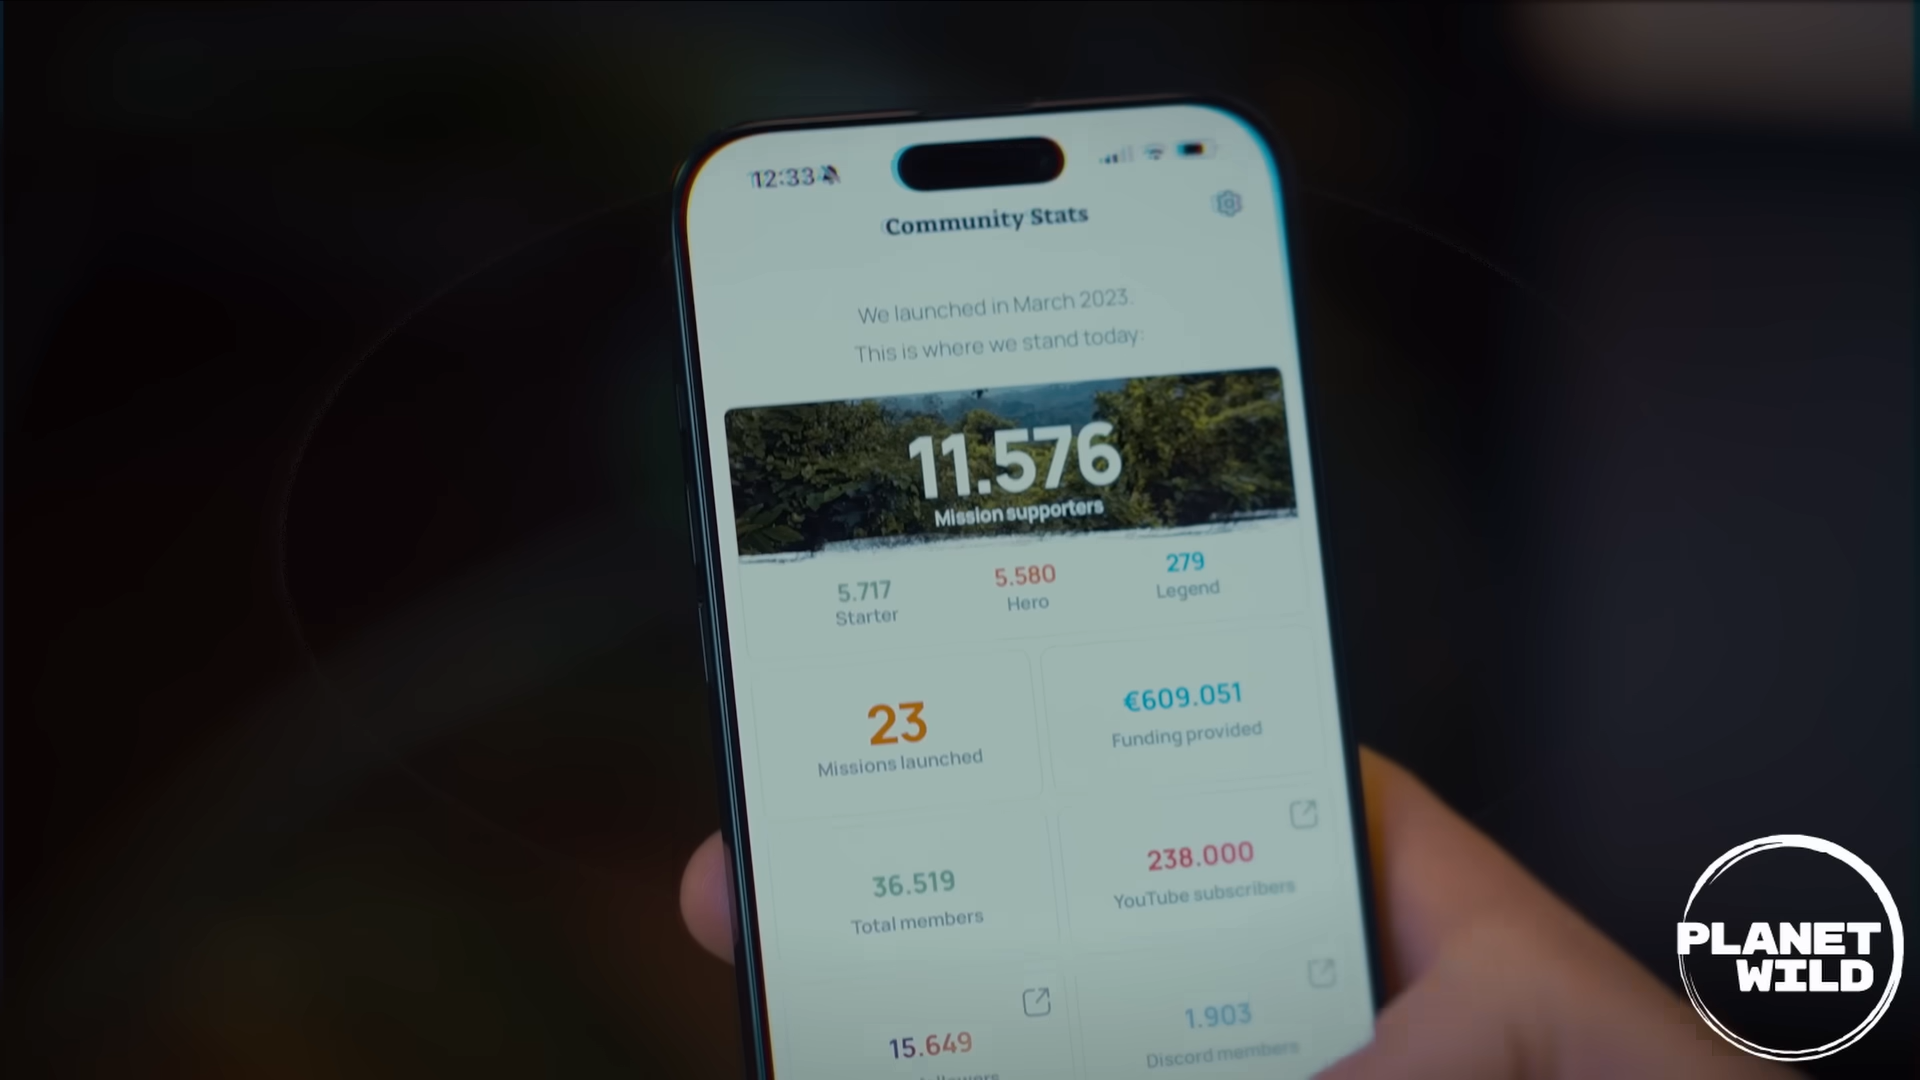 12:33
Community Stats
We launched in March 2023.
This is where we stand today:
11.576
Mission supporters
5.717
Starter
5.580
Hero
279
Legend
23
Missions launched
€609.051
Funding provided
36.519
Total members
238.000
YouTube subscribers
15.649
1.903
Discord members
PLANET
WILD